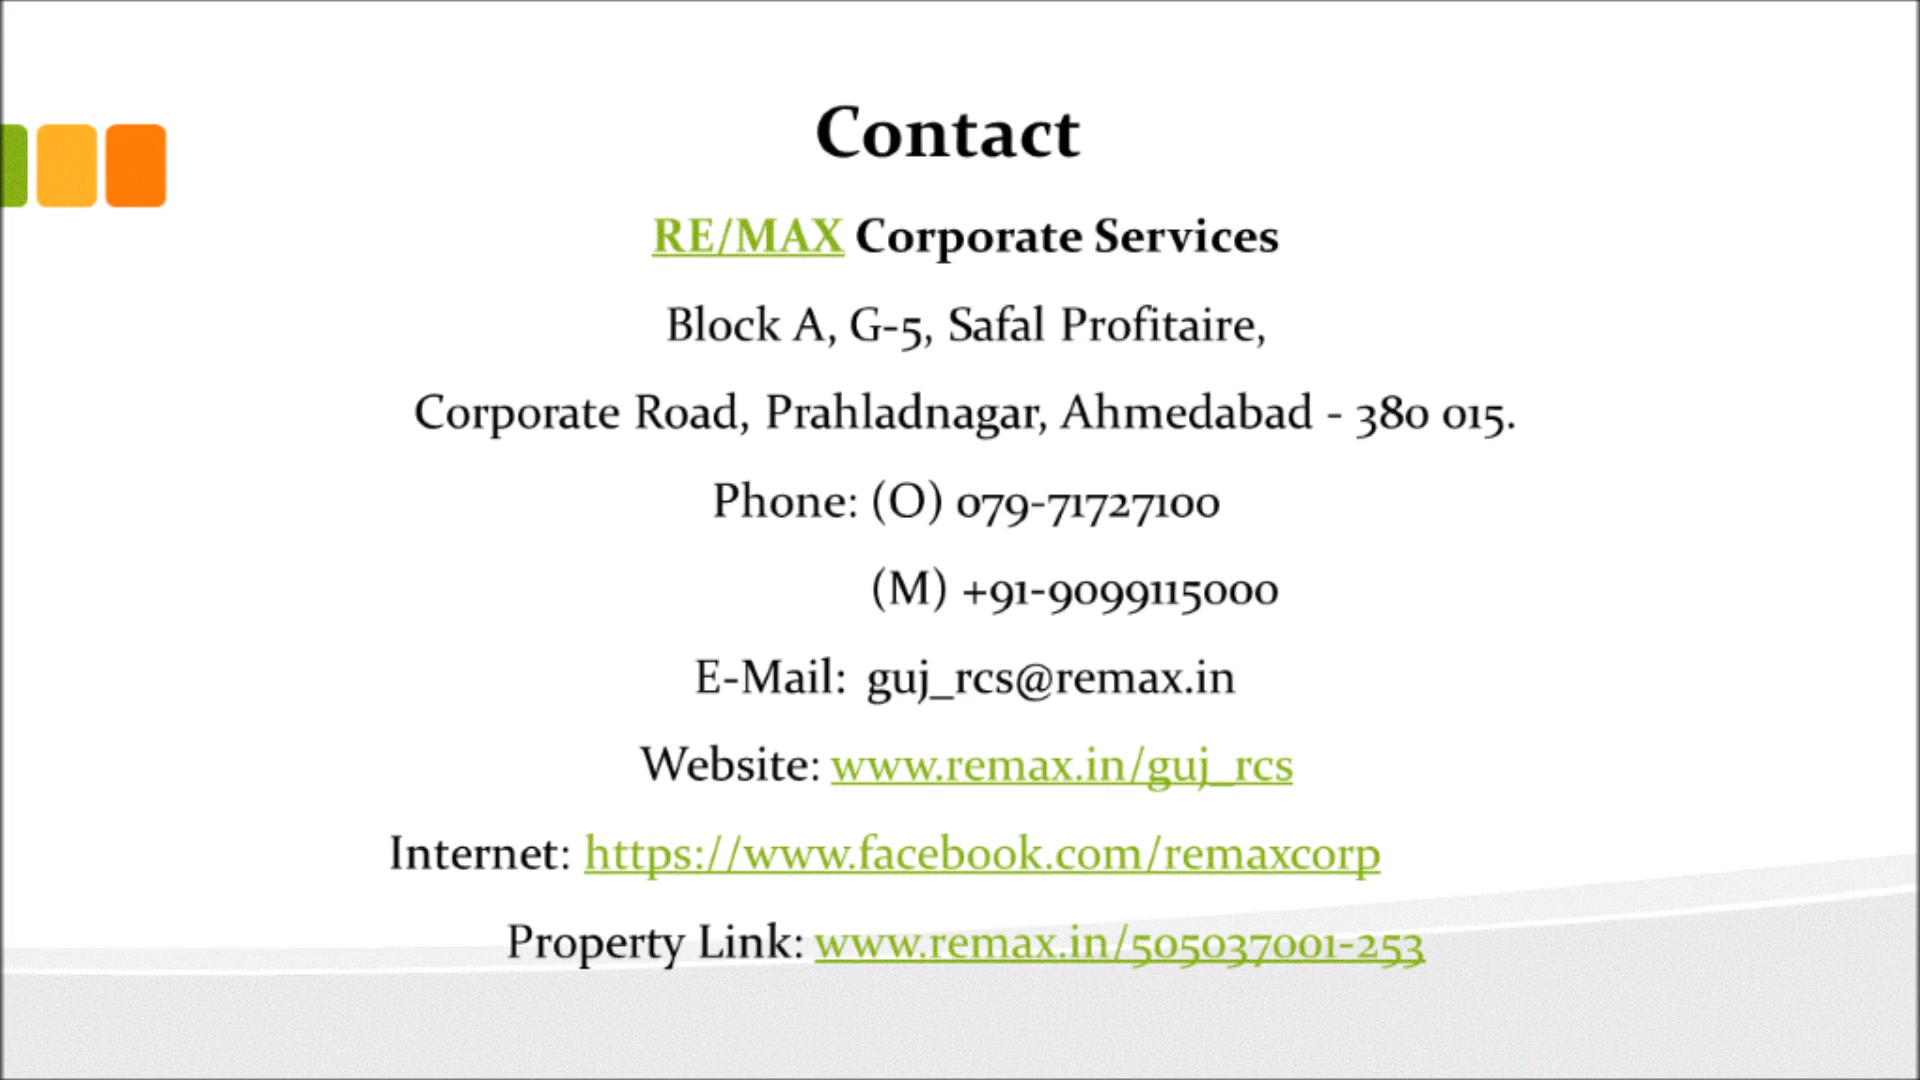 Contact
RE/MAX Corporate Services
Block A, G-5, Safal Profitaire,
Corporate Road, Prahladnagar, Ahmedabad - 380 015.
Phone: (O) 079-71727100
(M) +91-9099115000
E-Mail: guj_rcs@remax.in
Website: www.remax.in/guj_rcs
Internet: https://www.facebook.com/remaxcorp
Property Link: www.remax.in/505037001-253